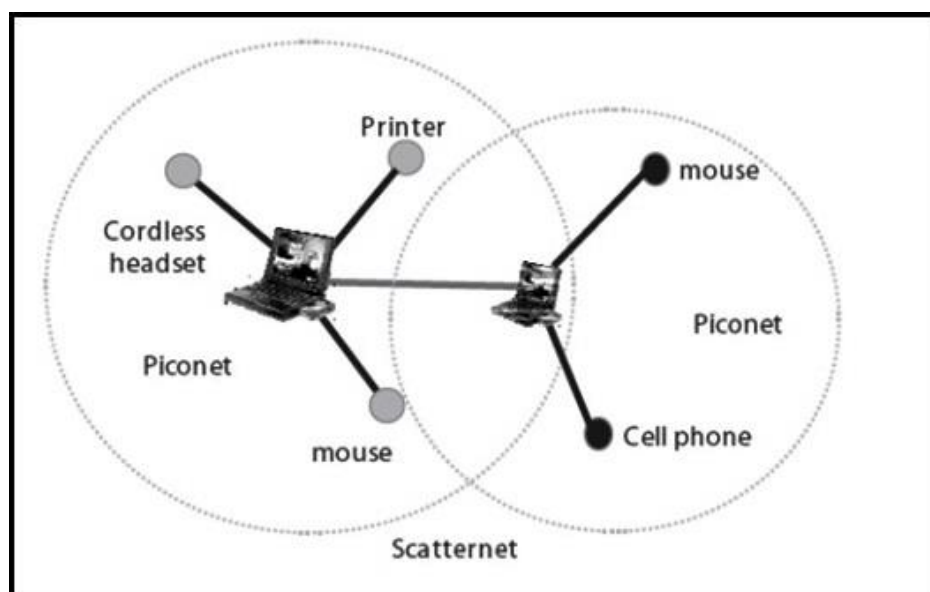 Printer
mouse
Cordless
headset
Piconet
Piconet
Cell phone
mouse
Scatternet